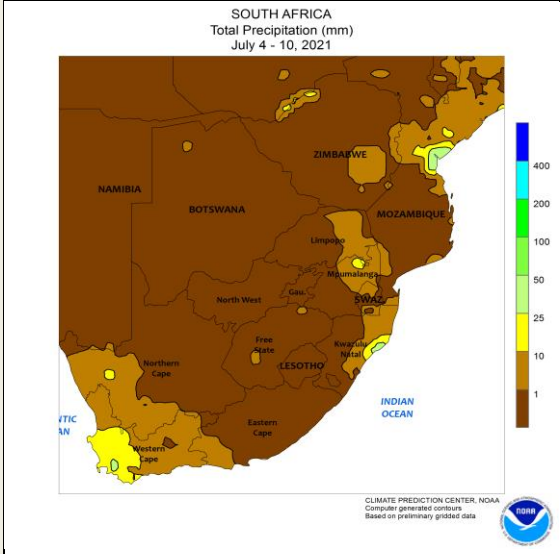 SOUTH AFRICA
Total Precipitation (mm)
July 4 - 10, 2021
ZIMBABWE
NAMIBIA
BOTSWANA
MOZAMBIQUE
Limpopo
Mpumalanga
North West
Gau.
SWAZ.
Free
State
Kwazulu
Natal
LESOTHO
Northern
Cape
Eastern
Cape
Western
Cape
NTIC
AN
INDIAN
OCEAN
400
200
100
50
25
10
1
CLIMATE PREDICTION CENTER, NOAA
Computer generated contours
Based on preliminary gridded data
NOAA